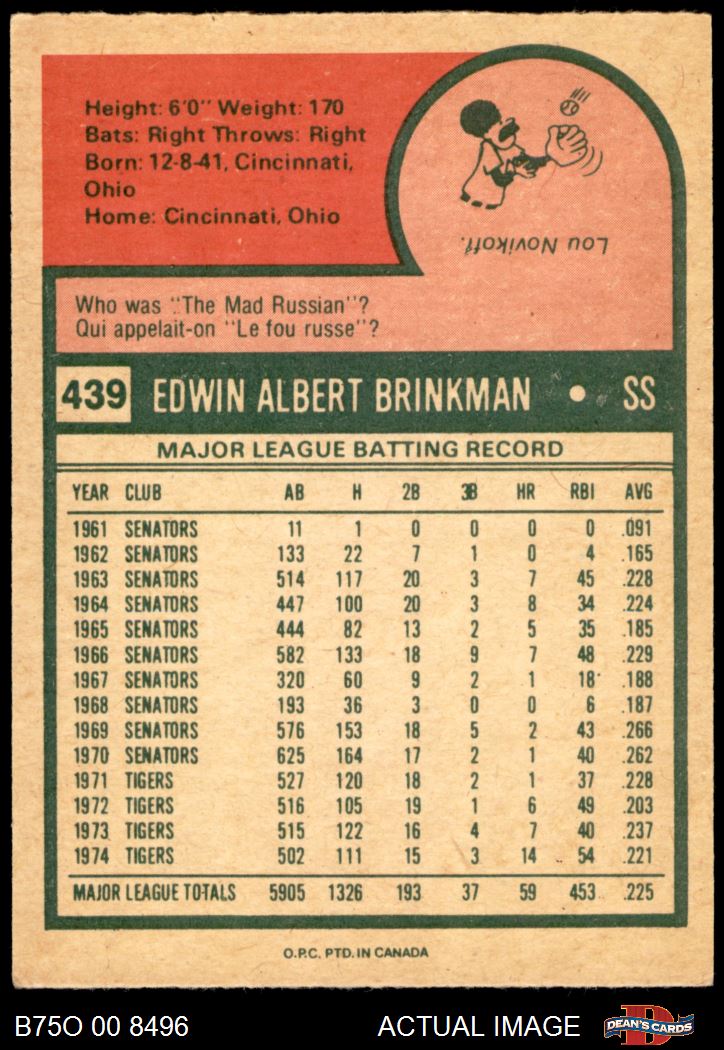 Height: 6'0" Weight: 170
Bats: Right Throws: Right
Born: 12-8-41, Cincinnati,
Ohio
Home: Cincinnati, Ohio
Lou Novikoff.
Who was "The Mad Russian"?
Qui appelait-on "Le fou russe"?
439 EDWIN ALBERT BRINKMAN • SS
MAJOR LEAGUE BATTING RECORD
YEAR CLUB AB H 2B 3B HR RBI AVG
1961 SENATORS 11 1 0 0 0 0 .091
1962 SENATORS 133 22 7 1 0 4 .165
1963 SENATORS 514 117 20 3 7 45 .228
1964 SENATORS 447 100 20 3 8 34 .224
1965 SENATORS 444 82 13 2 5 35 .185
1966 SENATORS 582 133 18 9 7 48 .229
1967 SENATORS 320 60 9 2 1 18 .188
1968 SENATORS 193 36 3 0 0 6 .187
1969 SENATORS 576 153 18 5 2 43 .266
1970 SENATORS 625 164 17 2 1 40 .262
1971 TIGERS 527 120 18 2 1 37 .228
1972 TIGERS 516 105 19 1 6 49 .203
1973 TIGERS 515 122 16 4 7 40 .237
1974 TIGERS 502 111 15 3 14 54 .221
MAJOR LEAGUE TOTALS 5905 1326 193 37 59 453 .225
O.P.C. PTD. IN CANADA
B75O 00 8496 ACTUAL IMAGE DEAN'S CARDS